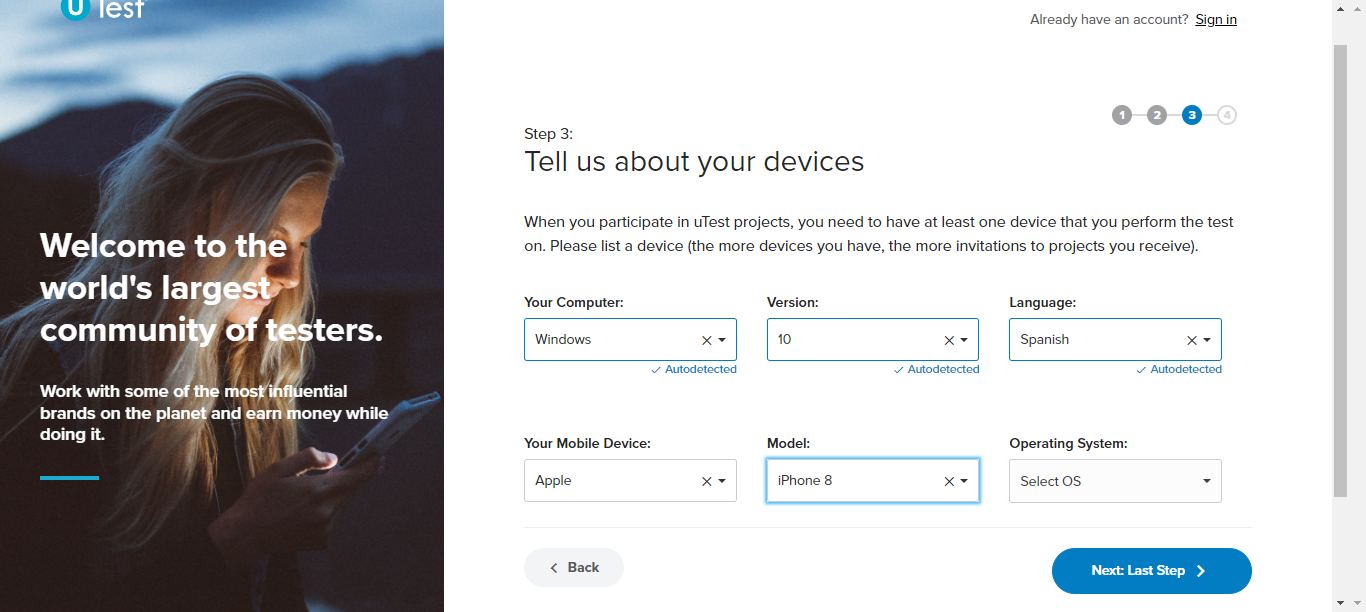 uTest
Already have an account? Sign in
1 2 3 4
Step 3:
Tell us about your devices
When you participate in uTest projects, you need to have at least one device that you perform the test
on. Please list a device (the more devices you have, the more invitations to projects you receive).
Welcome to the
world's largest
community of testers.
Work with some of the most influential
brands on the planet and earn money while
doing it.
Your Computer: Version: Language:
Windows 10 Spanish
Autodetected Autodetected Autodetected
Your Mobile Device: Model: Operating System:
Apple iPhone 8 Select OS
Back Next: Last Step